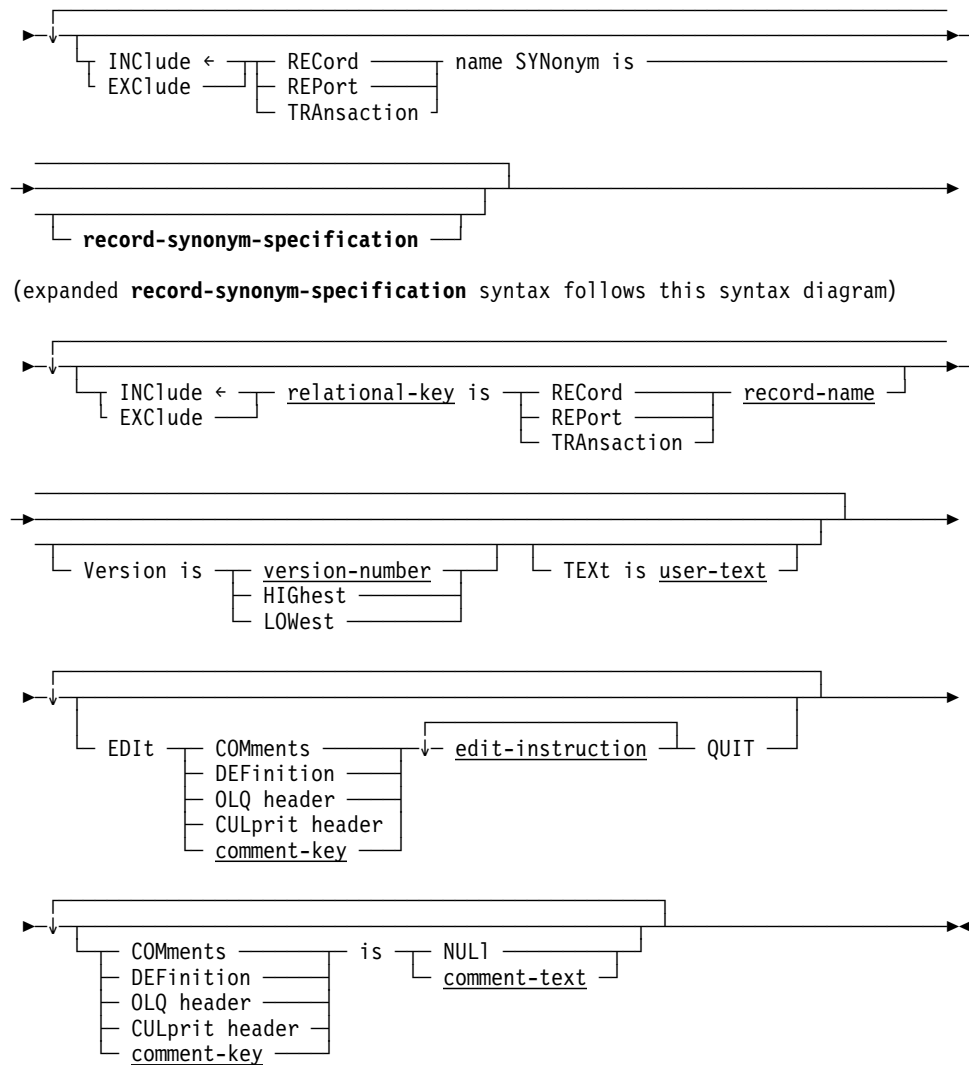 INClude ← RECord name SYNonym is
EXClude REPort
TRAnsaction
record-synonym-specification
(expanded record-synonym-specification syntax follows this syntax diagram)
INClude ← relational-key is RECord record-name
EXClude REPort
TRAnsaction
Version is version-number TEXt is user-text
HIGhest
LOWest
EDIt COMments edit-instruction QUIT
DEFinition
OLQ header
CULprit header
comment-key
COMments is NULl
DEFinition comment-text
OLQ header
CULprit header
comment-key